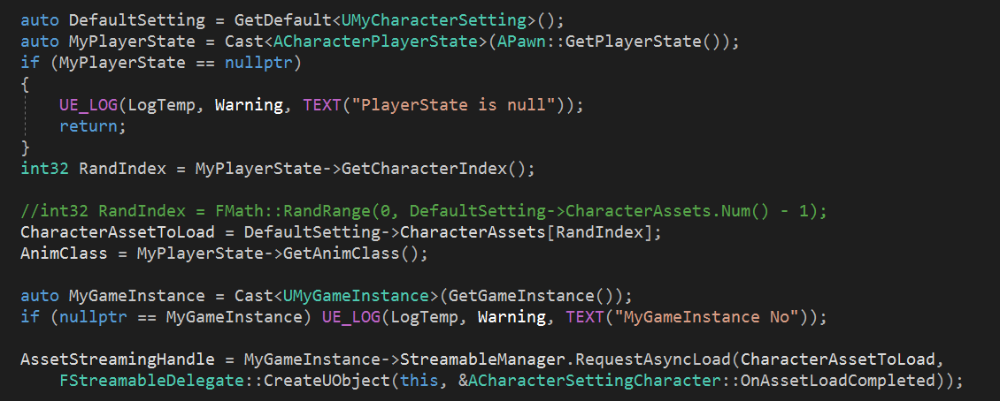 auto DefaultSetting = GetDefault<UMyCharacterSetting>();
auto MyPlayerState = Cast<ACharacterPlayerState>(APawn::GetPlayerState());
if (MyPlayerState == nullptr)
{
    UE_LOG(LogTemp, Warning, TEXT("PlayerState is null"));
    return;
}
int32 RandIndex = MyPlayerState->GetCharacterIndex();

//int32 RandIndex = FMath::RandRange(0, DefaultSetting->CharacterAssets.Num() - 1);
CharacterAssetToLoad = DefaultSetting->CharacterAssets[RandIndex];
AnimClass = MyPlayerState->GetAnimClass();

auto MyGameInstance = Cast<UMyGameInstance>(GetGameInstance());
if (nullptr == MyGameInstance) UE_LOG(LogTemp, Warning, TEXT("MyGameInstance No"));

AssetStreamingHandle = MyGameInstance->StreamableManager.RequestAsyncLoad(CharacterAssetToLoad,
    FStreamableDelegate::CreateUObject(this, &ACharacterSettingCharacter::OnAssetLoadCompleted));